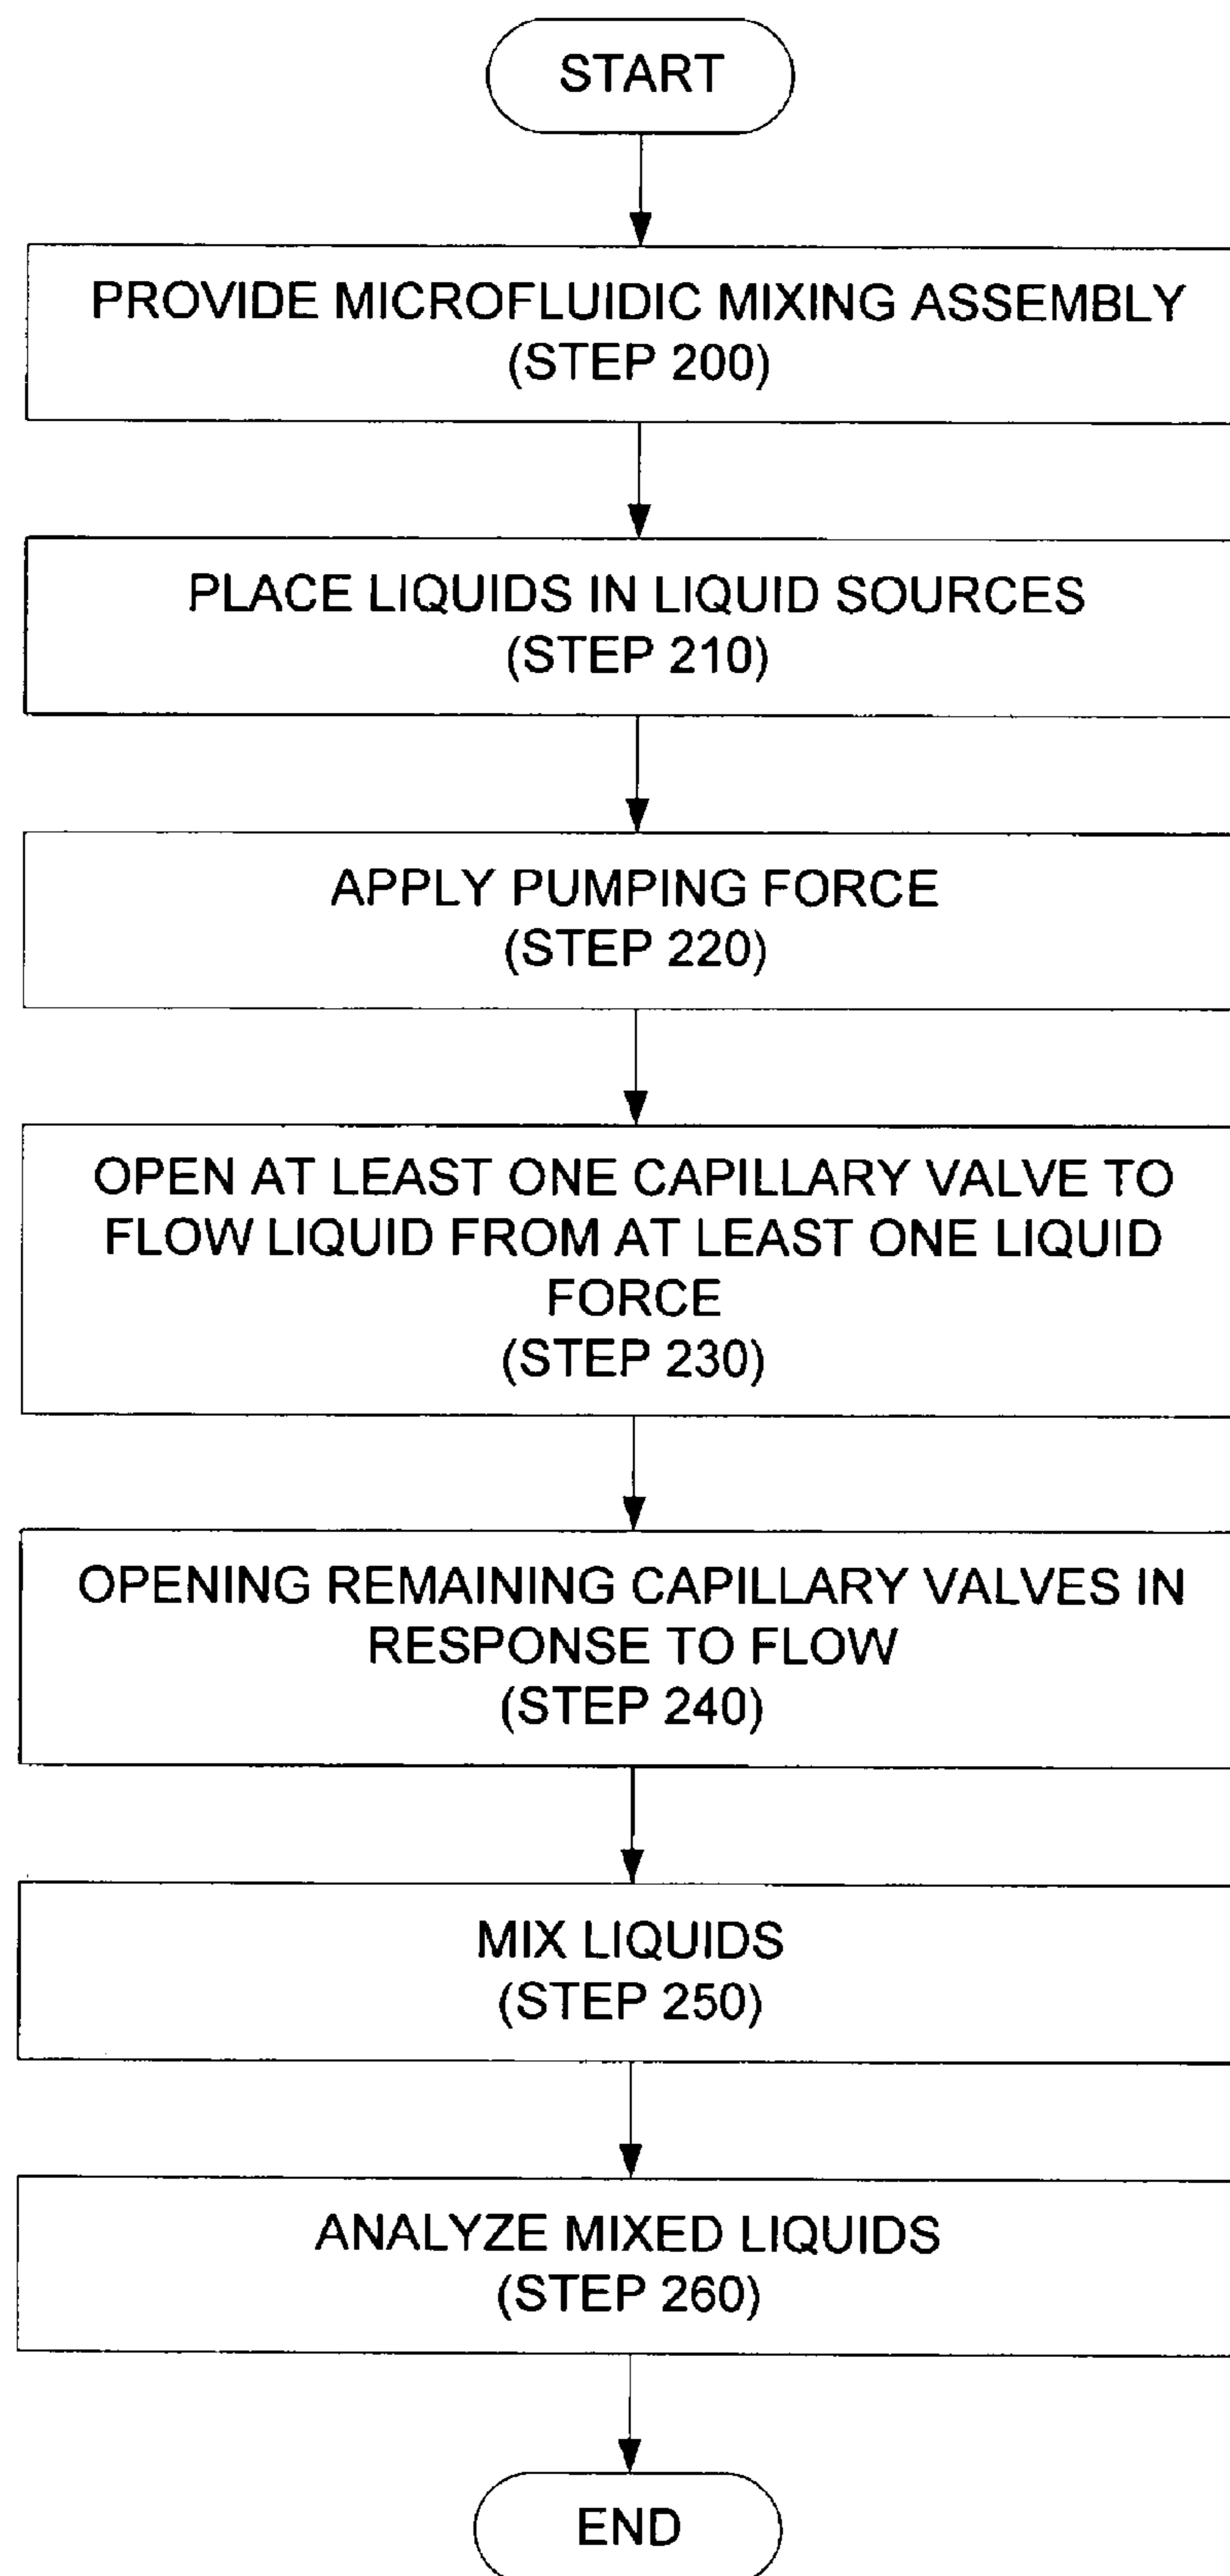 START
PROVIDE MICROFLUIDIC MIXING ASSEMBLY
(STEP 200)
PLACE LIQUIDS IN LIQUID SOURCES
(STEP 210)
APPLY PUMPING FORCE
(STEP 220)
OPEN AT LEAST ONE CAPILLARY VALVE TO
FLOW LIQUID FROM AT LEAST ONE LIQUID
FORCE
(STEP 230)
OPENING REMAINING CAPILLARY VALVES IN
RESPONSE TO FLOW
(STEP 240)
MIX LIQUIDS
(STEP 250)
ANALYZE MIXED LIQUIDS
(STEP 260)
END